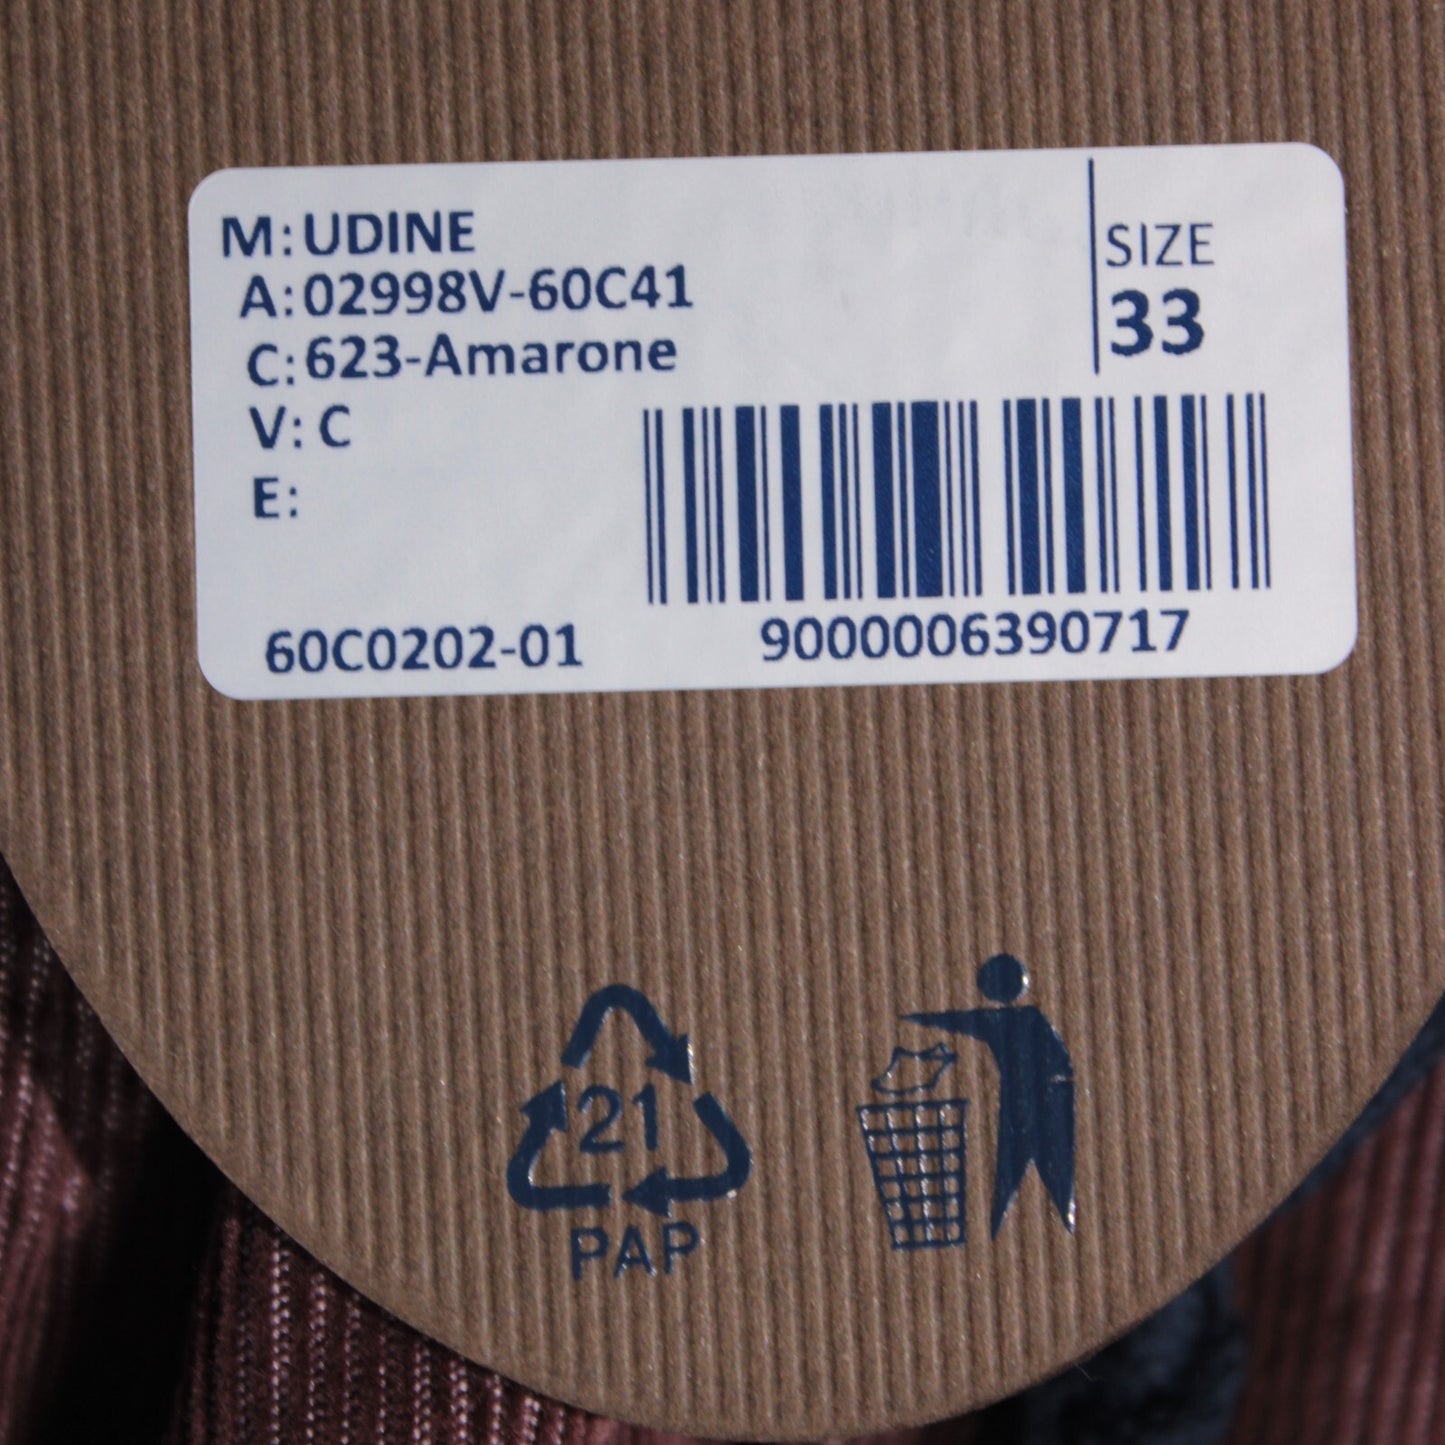 M: UDINE
A: 02998V-60C41
C: 623-Amarone
V: C
E:
SIZE
33
60C0202-01
9000006390717
21
PAP